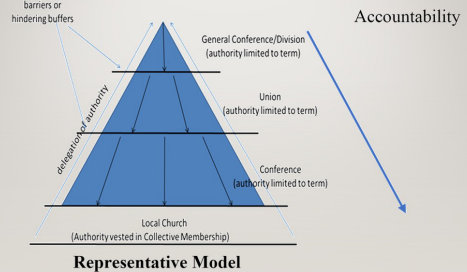 barriers or
hindering buffers
Accountability
General Conference/Division
(authority limited to term)
Union
(authority limited to term)
delegation of authority
Conference
(authority limited to term)
Local Church
(Authority vested in Collective Membership)
Representative Model